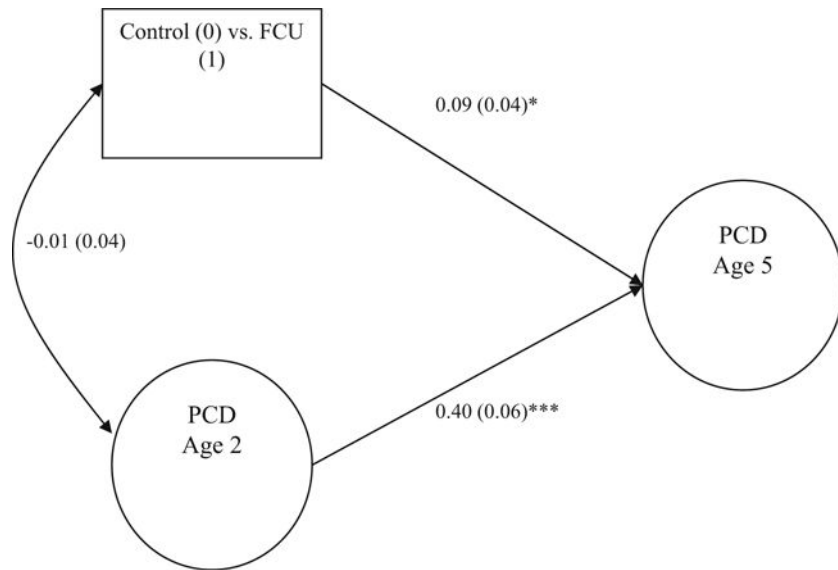 Control (0) vs. FCU
(1)
0.09 (0.04)*
-0.01 (0.04)
PCD
Age 5
PCD
Age 2
0.40 (0.06)***